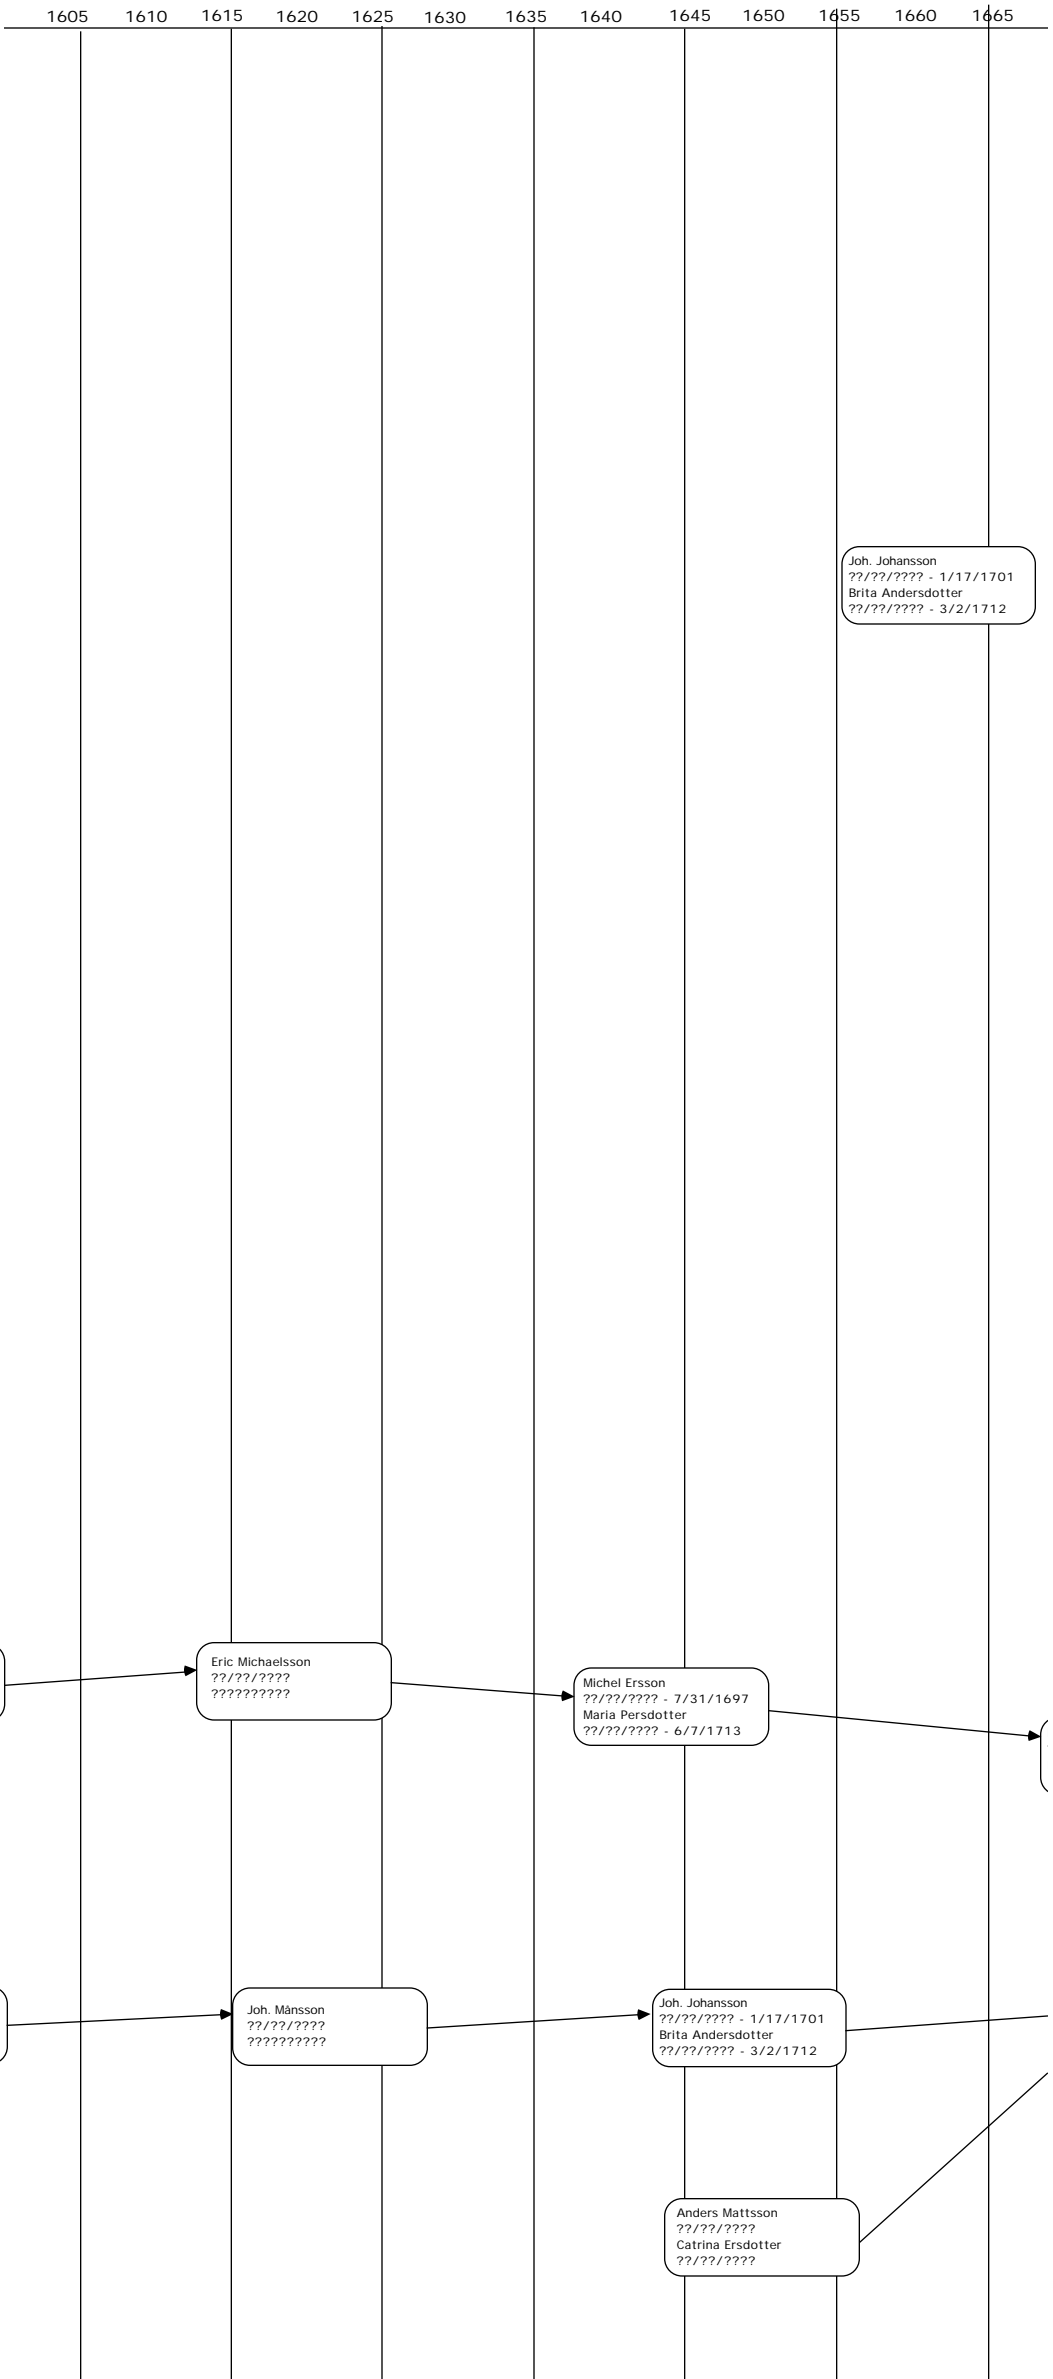 1605 1610 1615 1620 1625 1630 1635 1640 1645 1650 1655 1660 1665
Joh. Johansson
??/??/???? - 1/17/1701
Brita Andersdotter
??/??/???? - 3/2/1712
Eric Michaelsson
??/??/????
??????????
Michel Ersson
??/??/???? - 7/31/1697
Maria Persdotter
??/??/???? - 6/7/1713
Joh. Månsson
??/??/????
??????????
Joh. Johansson
??/??/???? - 1/17/1701
Brita Andersdotter
??/??/???? - 3/2/1712
Anders Mattsson
??/??/????
Catrina Ersdotter
??/??/????